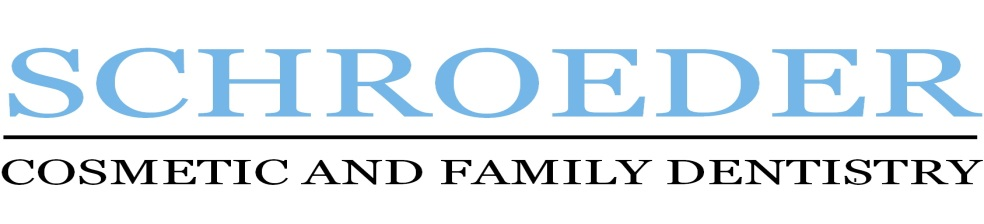 SCHROEDER
COSMETIC AND FAMILY DENTISTRY